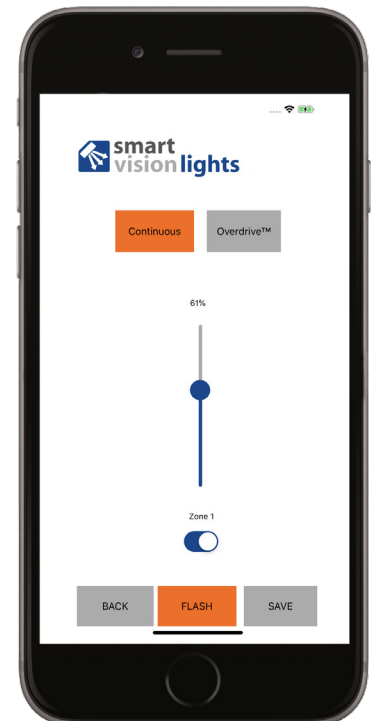 smart
vision lights
Continuous Overdrive™
61%
Zone 1
BACK FLASH SAVE